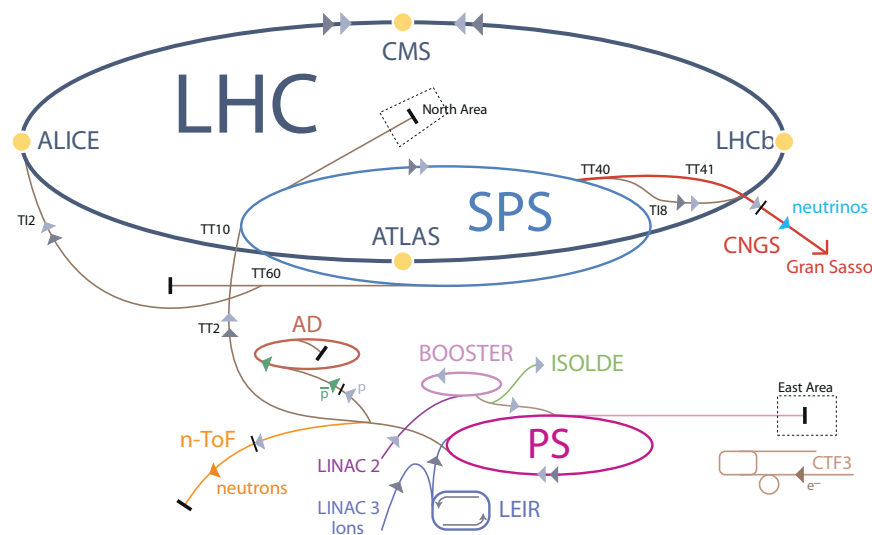 CMS
LHC
North Area
ALICE
LHCb
TT40
TT41
TI8
TI2
SPS
neutrinos
TT10
ATLAS
CNGS
Gran Sasso
TT60
TT2
AD
BOOSTER
ISOLDE
p
p
East Area
n-ToF
PS
LINAC 2
neutrons
CTF3
e–
LINAC 3
Ions
LEIR